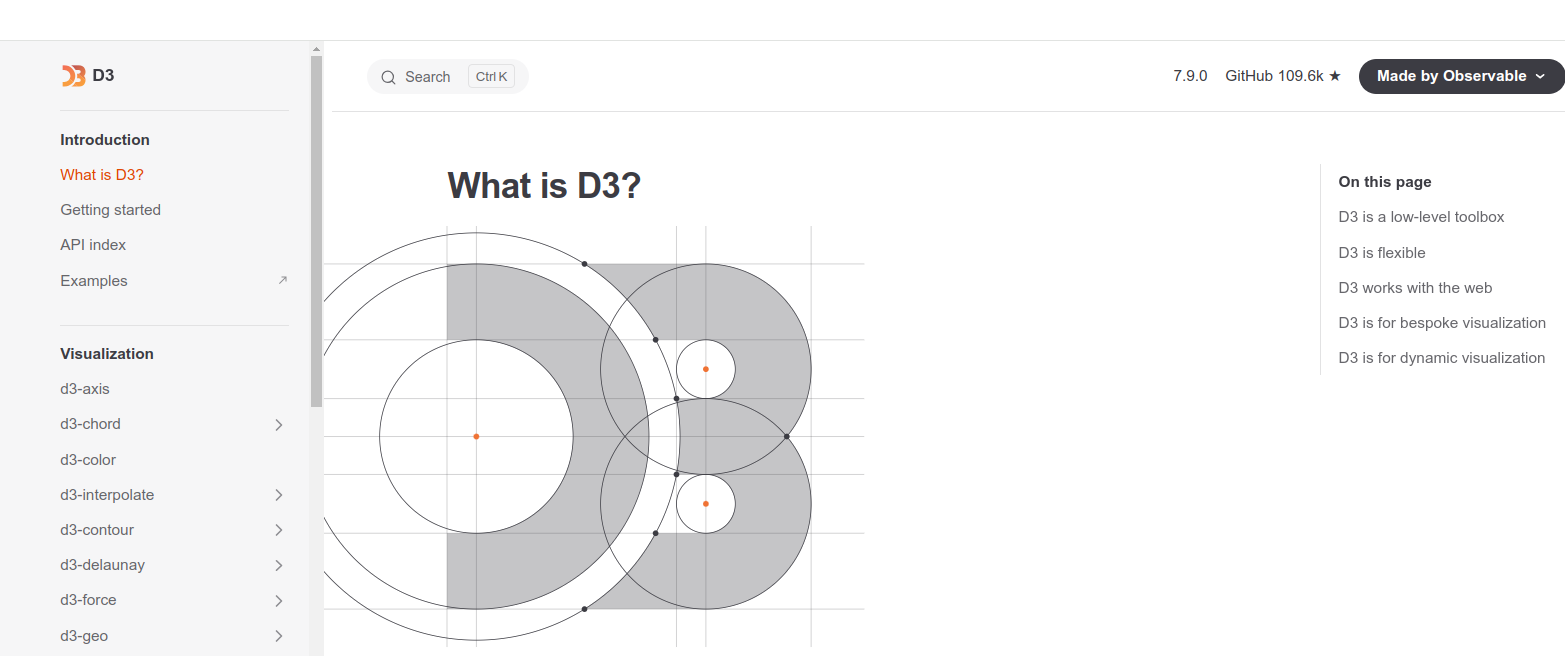 D3
Introduction
What is D3?
Getting started
API index
Examples
Visualization
d3-axis
d3-chord
d3-color
d3-interpolate
d3-contour
d3-delaunay
d3-force
d3-geo
Search Ctrl K
7.9.0 GitHub 109.6k ★ Made by Observable
What is D3?
On this page
D3 is a low-level toolbox
D3 is flexible
D3 works with the web
D3 is for bespoke visualization
D3 is for dynamic visualization